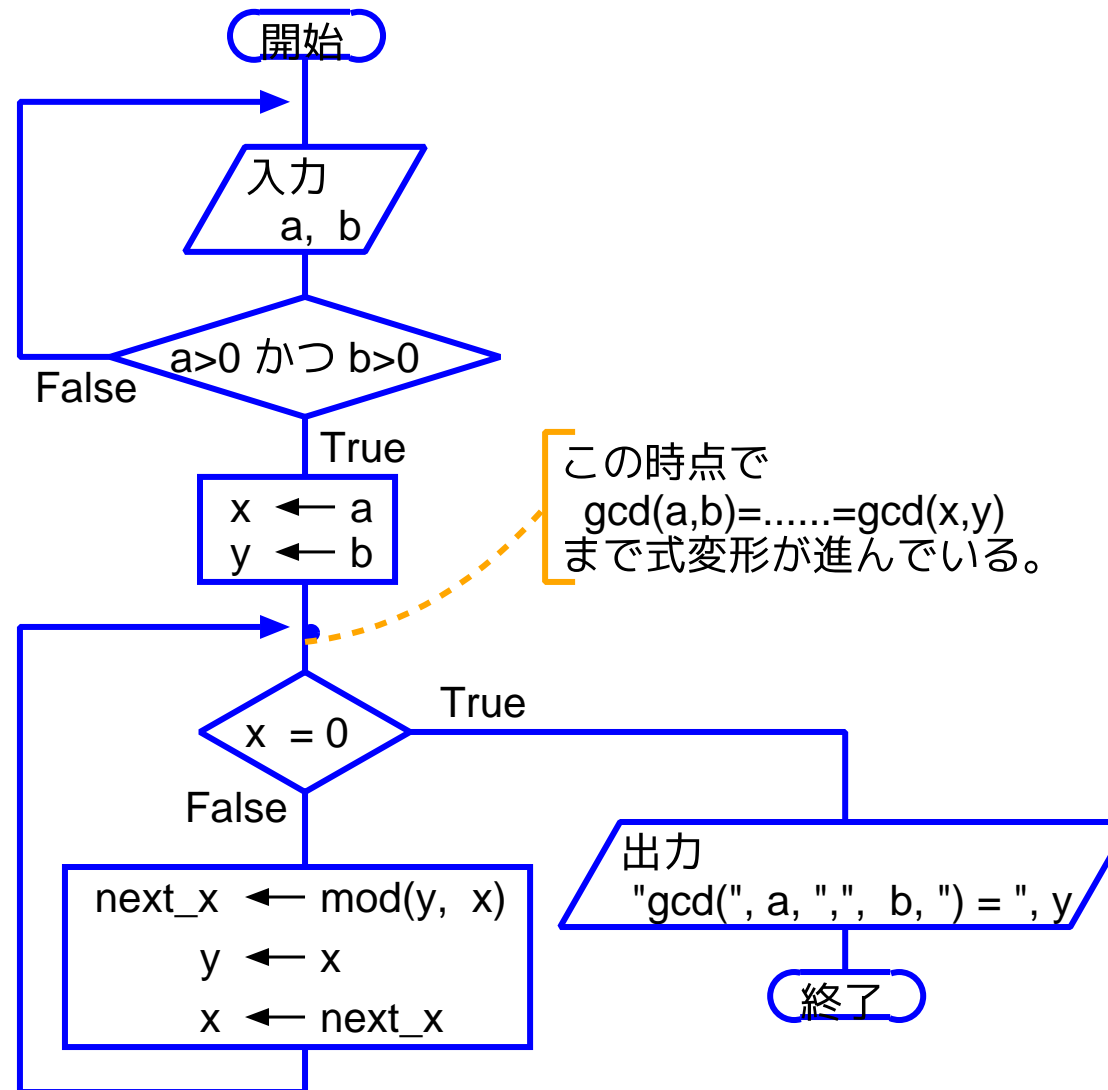 開始
入力
a, b
a>0 かつ b>0
False
True
x ← a
y ← b
この時点で
gcd(a,b)=......=gcd(x,y)
まで式変形が進んでいる。
x = 0
True
False
next_x ← mod(y, x)
y ← x
x ← next_x
出力
"gcd(", a, ",", b, ") = ", y
終了